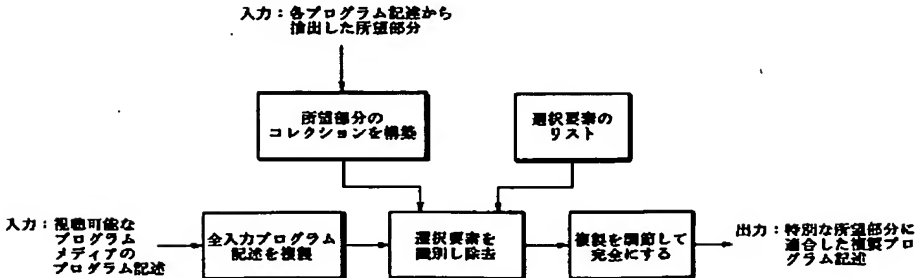 入力：各プログラム記述から
抽出した所望部分
所望部分の
コレクションを構築
選択要素の
リスト
入力：視聴可能な
プログラム
メディアの
プログラム記述
全入力プログラム
記述を複製
選択要素を
識別し除去
複製を調節して
完全にする
出力：特別な所望部分に
適合した複製プロ
グラム記述